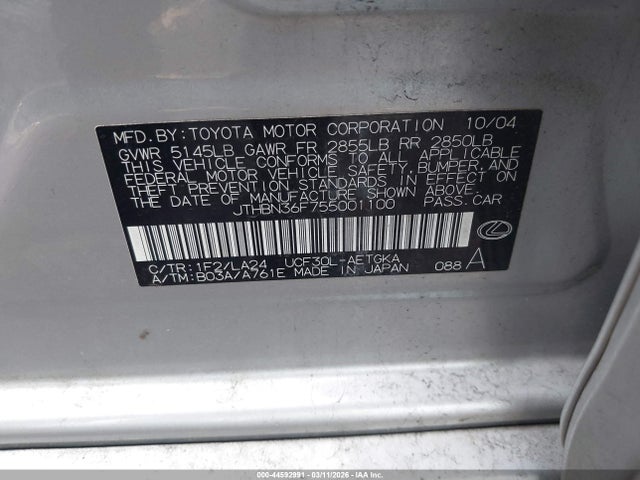 MFD. BY: TOYOTA MOTOR CORPORATION 10/04
GVWR 5145LB GAWR FR 2855LB RR 2850LB
THIS VEHICLE CONFORMS TO ALL APPLICABLE
FEDERAL MOTOR VEHICLE SAFETY, BUMPER, AND
THEFT PREVENTION STANDARDS IN EFFECT ON
THE DATE OF MANUFACTURE SHOWN ABOVE.
JTHBN36F755001100 PASS. CAR
C/TR: 1F2/LA24 UCF30L-AETGKA
A/TM: B03A/A761E MADE IN JAPAN 088 A
000-44592991 - 03/11/2026 - © IAA Inc.